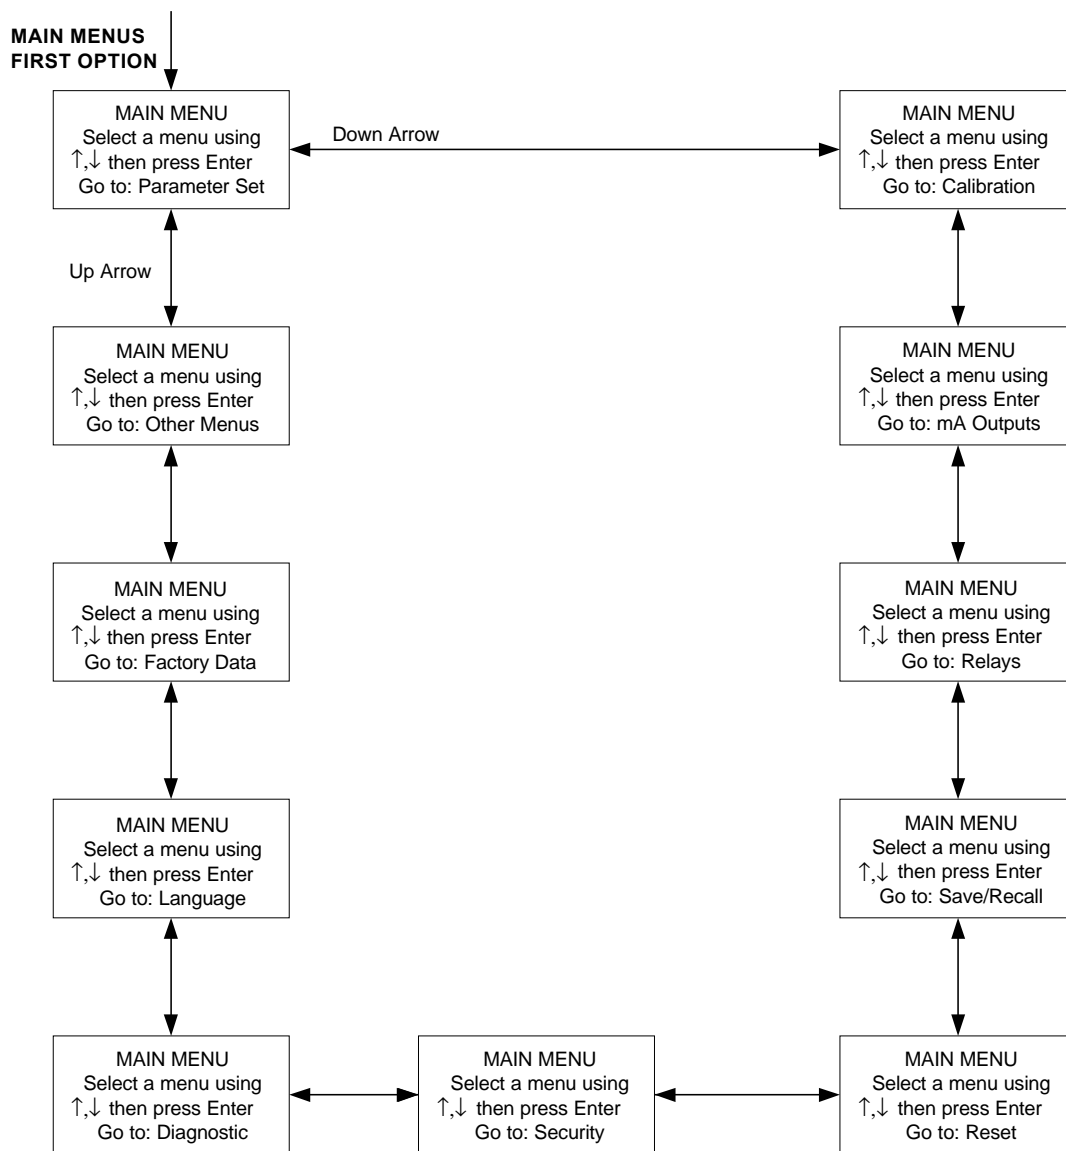 MAIN MENUS
FIRST OPTION
MAIN MENU
Select a menu using
↑,↓ then press Enter
Go to: Parameter Set
Down Arrow
MAIN MENU
Select a menu using
↑,↓ then press Enter
Go to: Calibration
Up Arrow
MAIN MENU
Select a menu using
↑,↓ then press Enter
Go to: Other Menus
MAIN MENU
Select a menu using
↑,↓ then press Enter
Go to: mA Outputs
MAIN MENU
Select a menu using
↑,↓ then press Enter
Go to: Factory Data
MAIN MENU
Select a menu using
↑,↓ then press Enter
Go to: Relays
MAIN MENU
Select a menu using
↑,↓ then press Enter
Go to: Language
MAIN MENU
Select a menu using
↑,↓ then press Enter
Go to: Save/Recall
MAIN MENU
Select a menu using
↑,↓ then press Enter
Go to: Diagnostic
MAIN MENU
Select a menu using
↑,↓ then press Enter
Go to: Security
MAIN MENU
Select a menu using
↑,↓ then press Enter
Go to: Reset